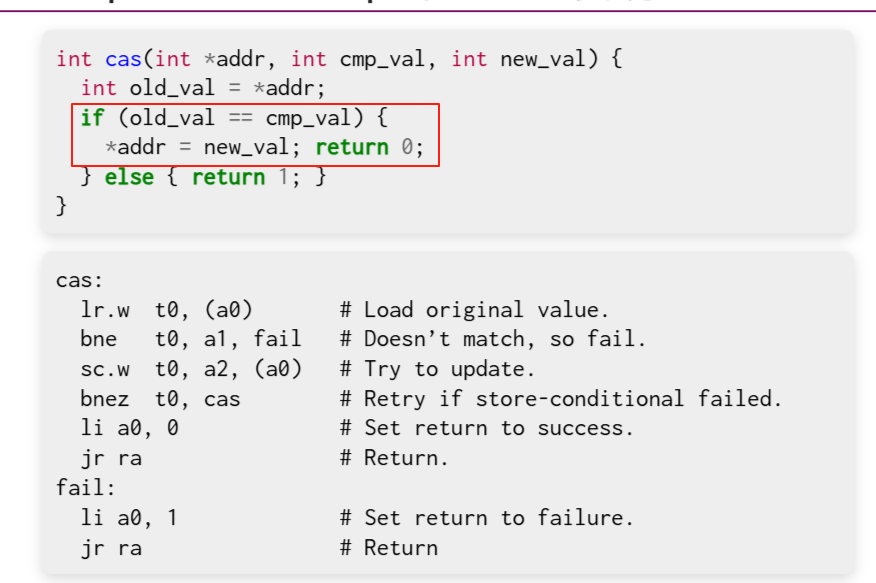 int cas(int *addr, int cmp_val, int new_val) {
  int old_val = *addr;
  if (old_val == cmp_val) {
    *addr = new_val; return 0;
  } else { return 1; }
}
cas:
  lr.w  t0, (a0)       # Load original value.
  bne   t0, a1, fail   # Doesn’t match, so fail.
  sc.w  t0, a2, (a0)   # Try to update.
  bnez  t0, cas        # Retry if store-conditional failed.
  li a0, 0             # Set return to success.
  jr ra                # Return.
fail:
  li a0, 1             # Set return to failure.
  jr ra                # Return